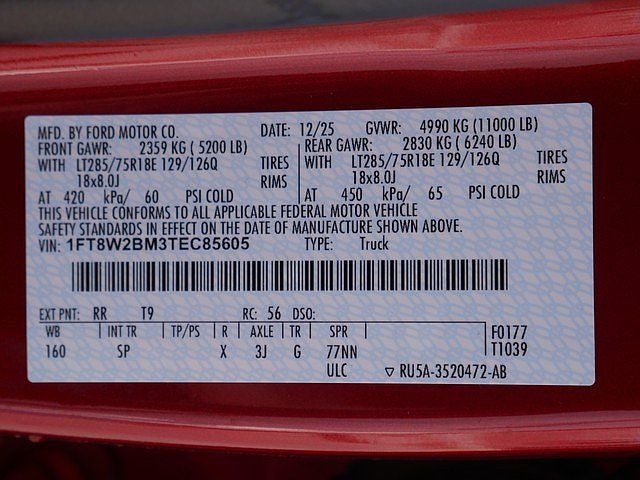 MFD. BY FORD MOTOR CO. DATE: 12/25 GVWR: 4990 KG (11000 LB)
FRONT GAWR: 2359 KG ( 5200 LB) REAR GAWR: 2830 KG ( 6240 LB)
WITH LT285/75R18E 129/126Q TIRES WITH LT285/75R18E 129/126Q TIRES
18x8.0J RIMS 18x8.0J RIMS
AT 420 kPa/ 60 PSI COLD AT 450 kPa/ 65 PSI COLD
THIS VEHICLE CONFORMS TO ALL APPLICABLE FEDERAL MOTOR VEHICLE
SAFETY STANDARDS IN EFFECT ON THE DATE OF MANUFACTURE SHOWN ABOVE.
VIN: 1FT8W2BM3TEC85605 TYPE: Truck
EXT PNT: RR T9 RC: 56 DSO:
WB INT TR TP/PS R AXLE TR SPR F0177
160 SP X 3J G 77NN T1039
ULC ▽ RU5A-3520472-AB